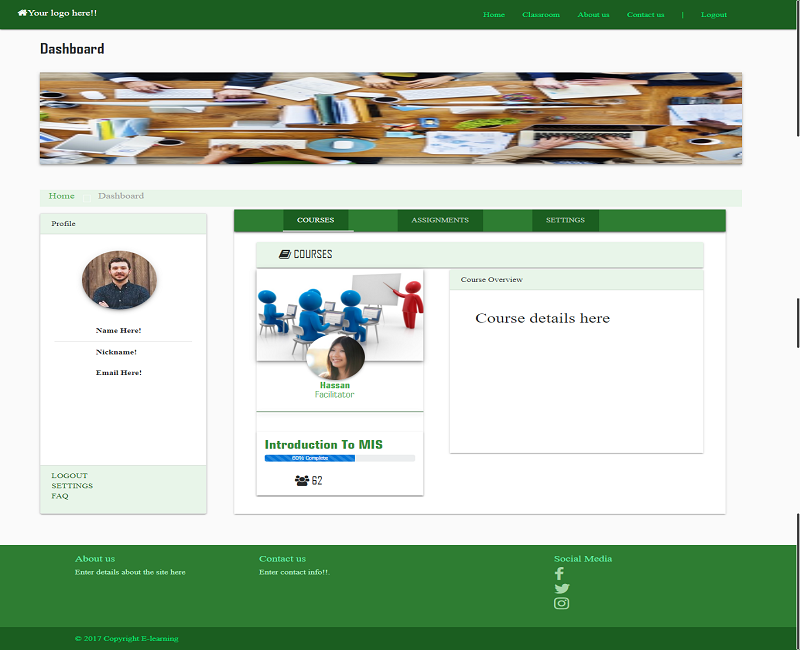 Your logo here!!
Home Classroom About us Contact us | Logout
Dashboard
Home Dashboard
Profile
Name Here!
Nickname!
Email Here!
LOGOUT
SETTINGS
FAQ
COURSES ASSIGNMENTS SETTINGS
COURSES
Hassan
Facilitator
Introduction To MIS
60% Complete
62
Course Overview
Course details here
About us
Enter details about the site here
Contact us
Enter contact info!!.
Social Media
© 2017 Copyright E-learning